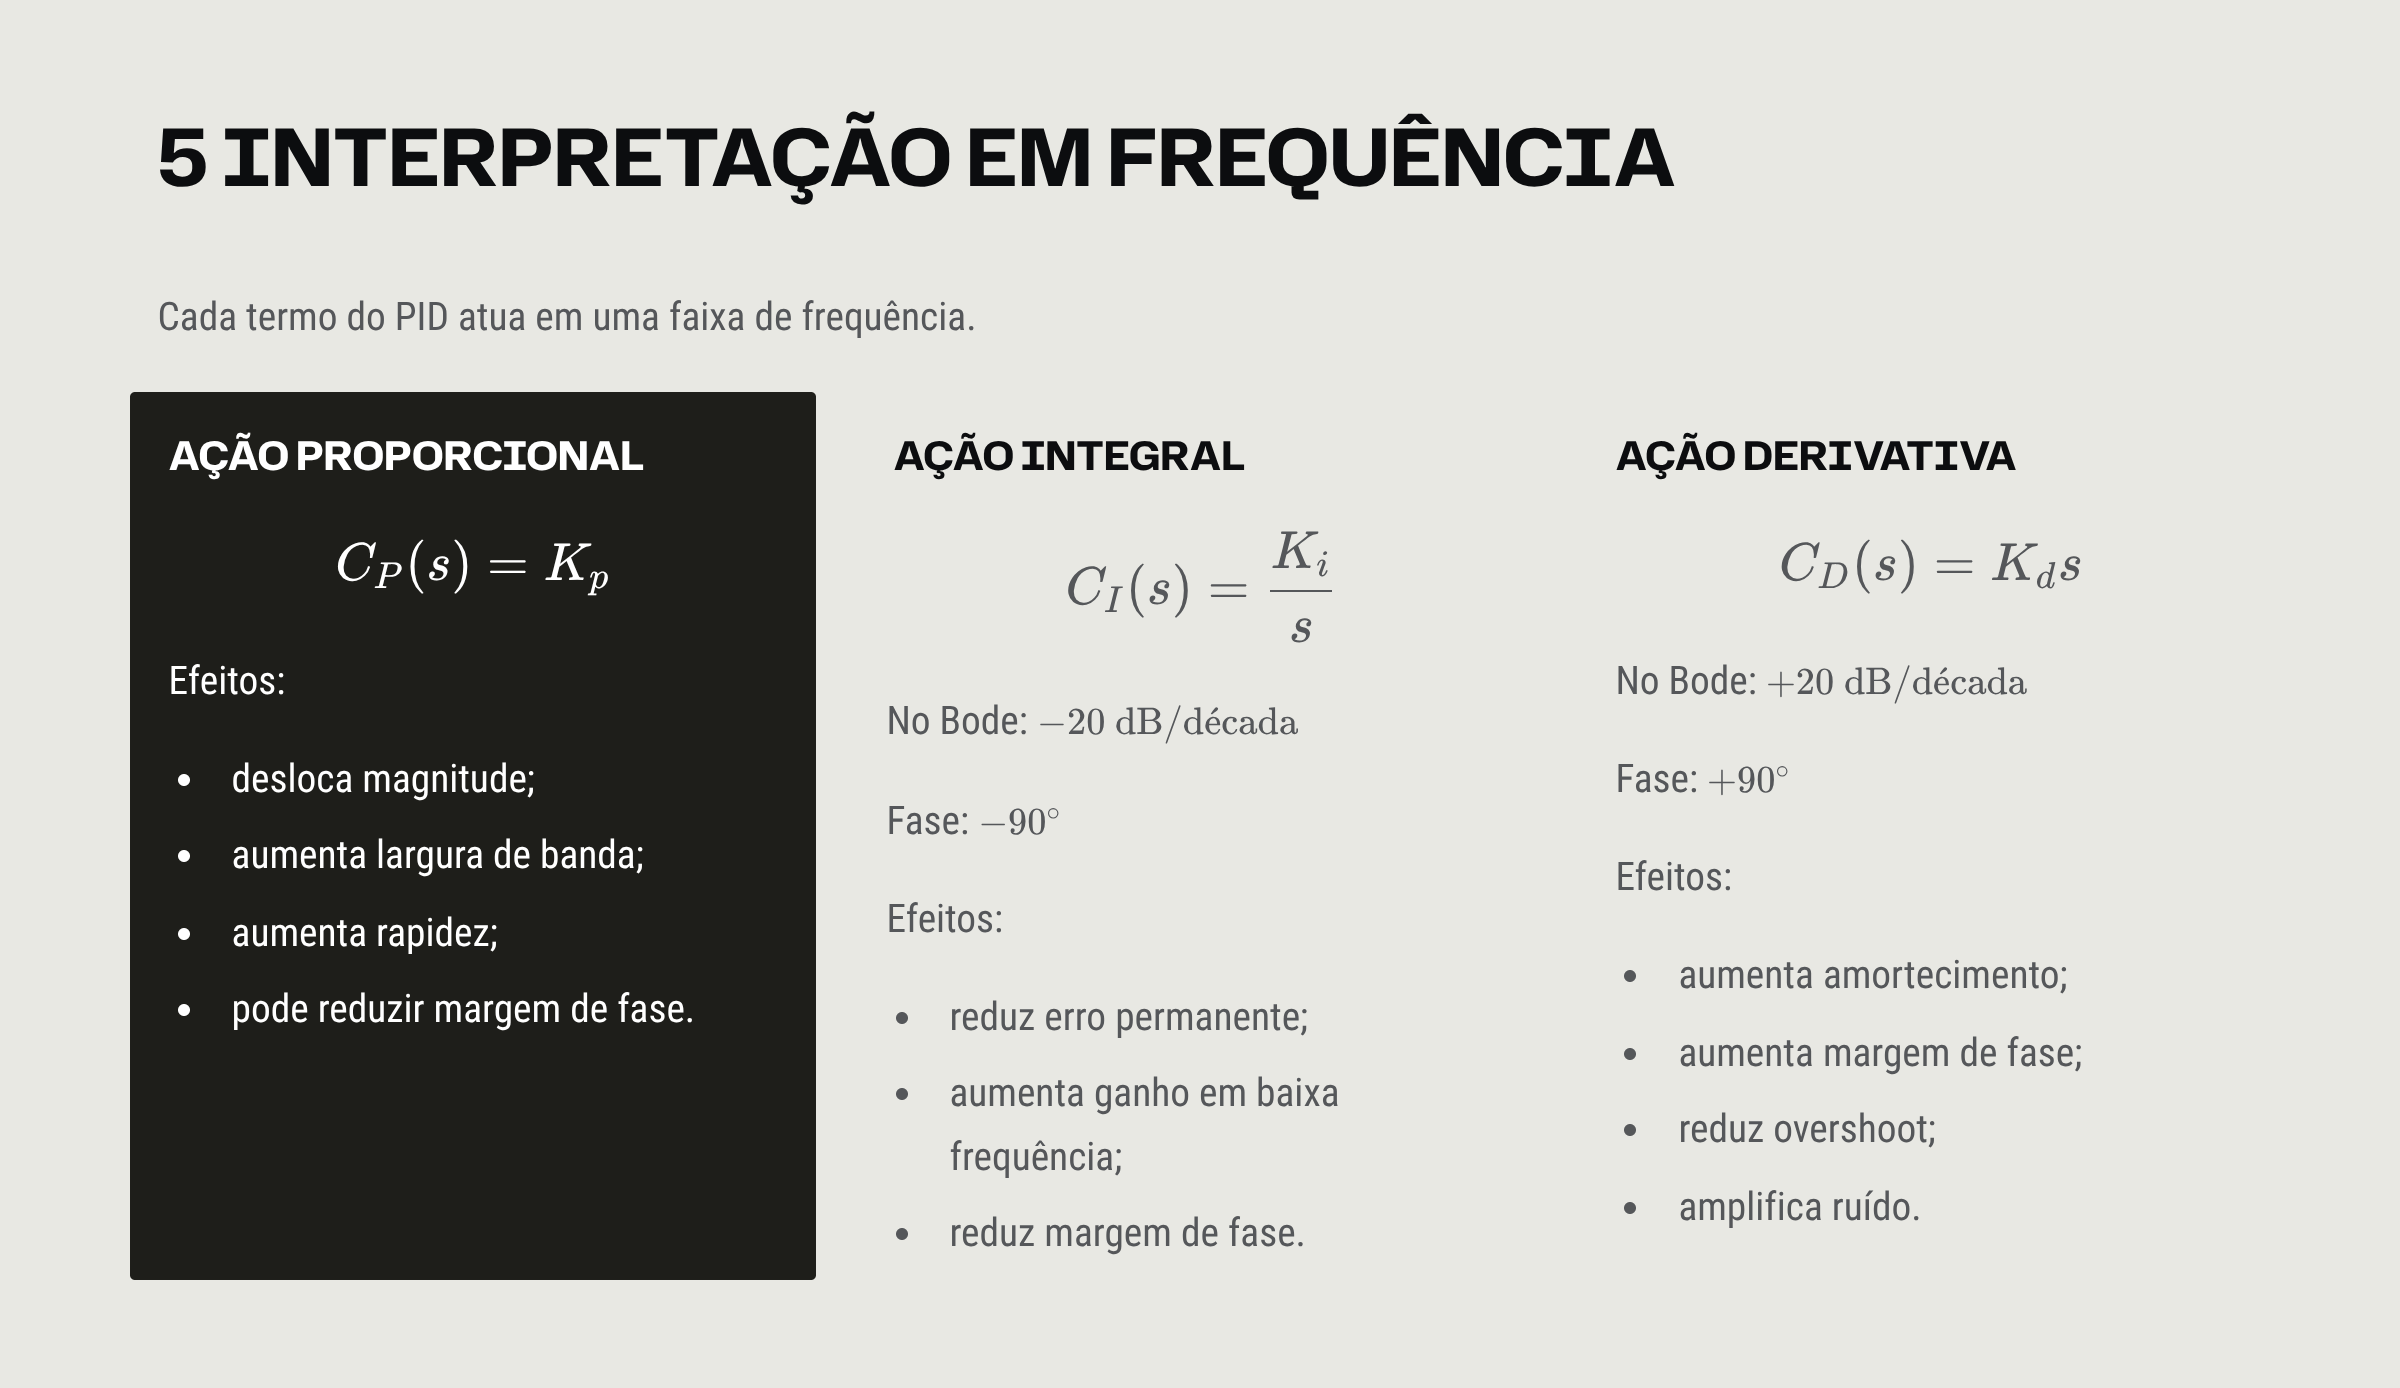 5 INTERPRETAÇÃO EM FREQUÊNCIA
Cada termo do PID atua em uma faixa de frequência.
AÇÃO PROPORCIONAL
C_P(s) = K_p
Efeitos:
• desloca magnitude;
• aumenta largura de banda;
• aumenta rapidez;
• pode reduzir margem de fase.
AÇÃO INTEGRAL
C_I(s) = K_i / s
No Bode: −20 dB/década
Fase: −90°
Efeitos:
• reduz erro permanente;
• aumenta ganho em baixa
frequência;
• reduz margem de fase.
AÇÃO DERIVATIVA
C_D(s) = K_d s
No Bode: +20 dB/década
Fase: +90°
Efeitos:
• aumenta amortecimento;
• aumenta margem de fase;
• reduz overshoot;
• amplifica ruído.